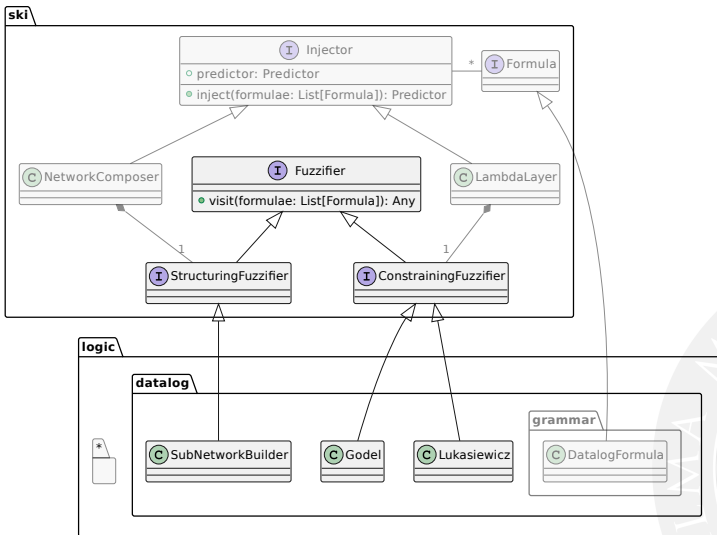 ski
I Injector
predictor: Predictor
inject(formulae: List[Formula]): Predictor
*
I Formula
C NetworkComposer
I Fuzzifier
visit(formulae: List[Formula]): Any
C LambdaLayer
1
1
I StructuringFuzzifier
I ConstrainingFuzzifier
logic
datalog
*
grammar
C SubNetworkBuilder
C Godel
C Lukasiewicz
C DatalogFormula